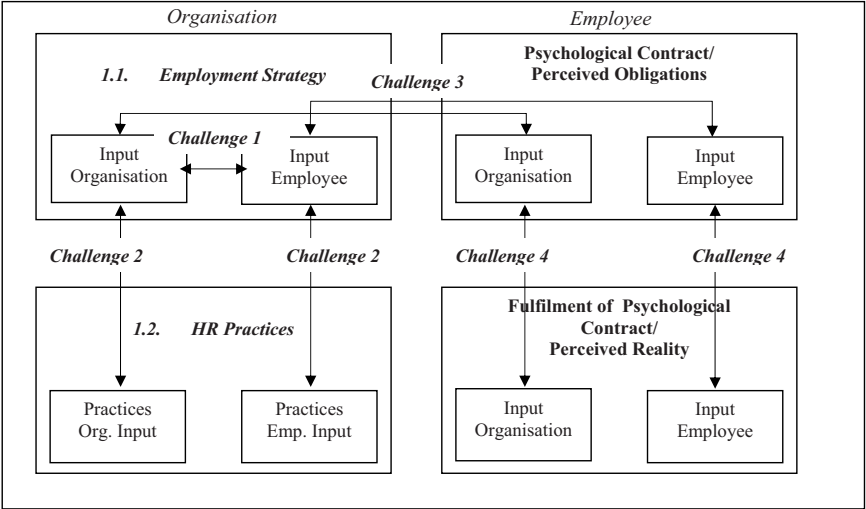 Organisation
Employee
1.1. Employment Strategy
Psychological Contract/
Perceived Obligations
Challenge 3
Challenge 1
Input
Organisation
Input
Employee
Input
Organisation
Input
Employee
Challenge 2
Challenge 2
Challenge 4
Challenge 4
1.2. HR Practices
Fulfilment of Psychological
Contract/
Perceived Reality
Practices
Org. Input
Practices
Emp. Input
Input
Organisation
Input
Employee